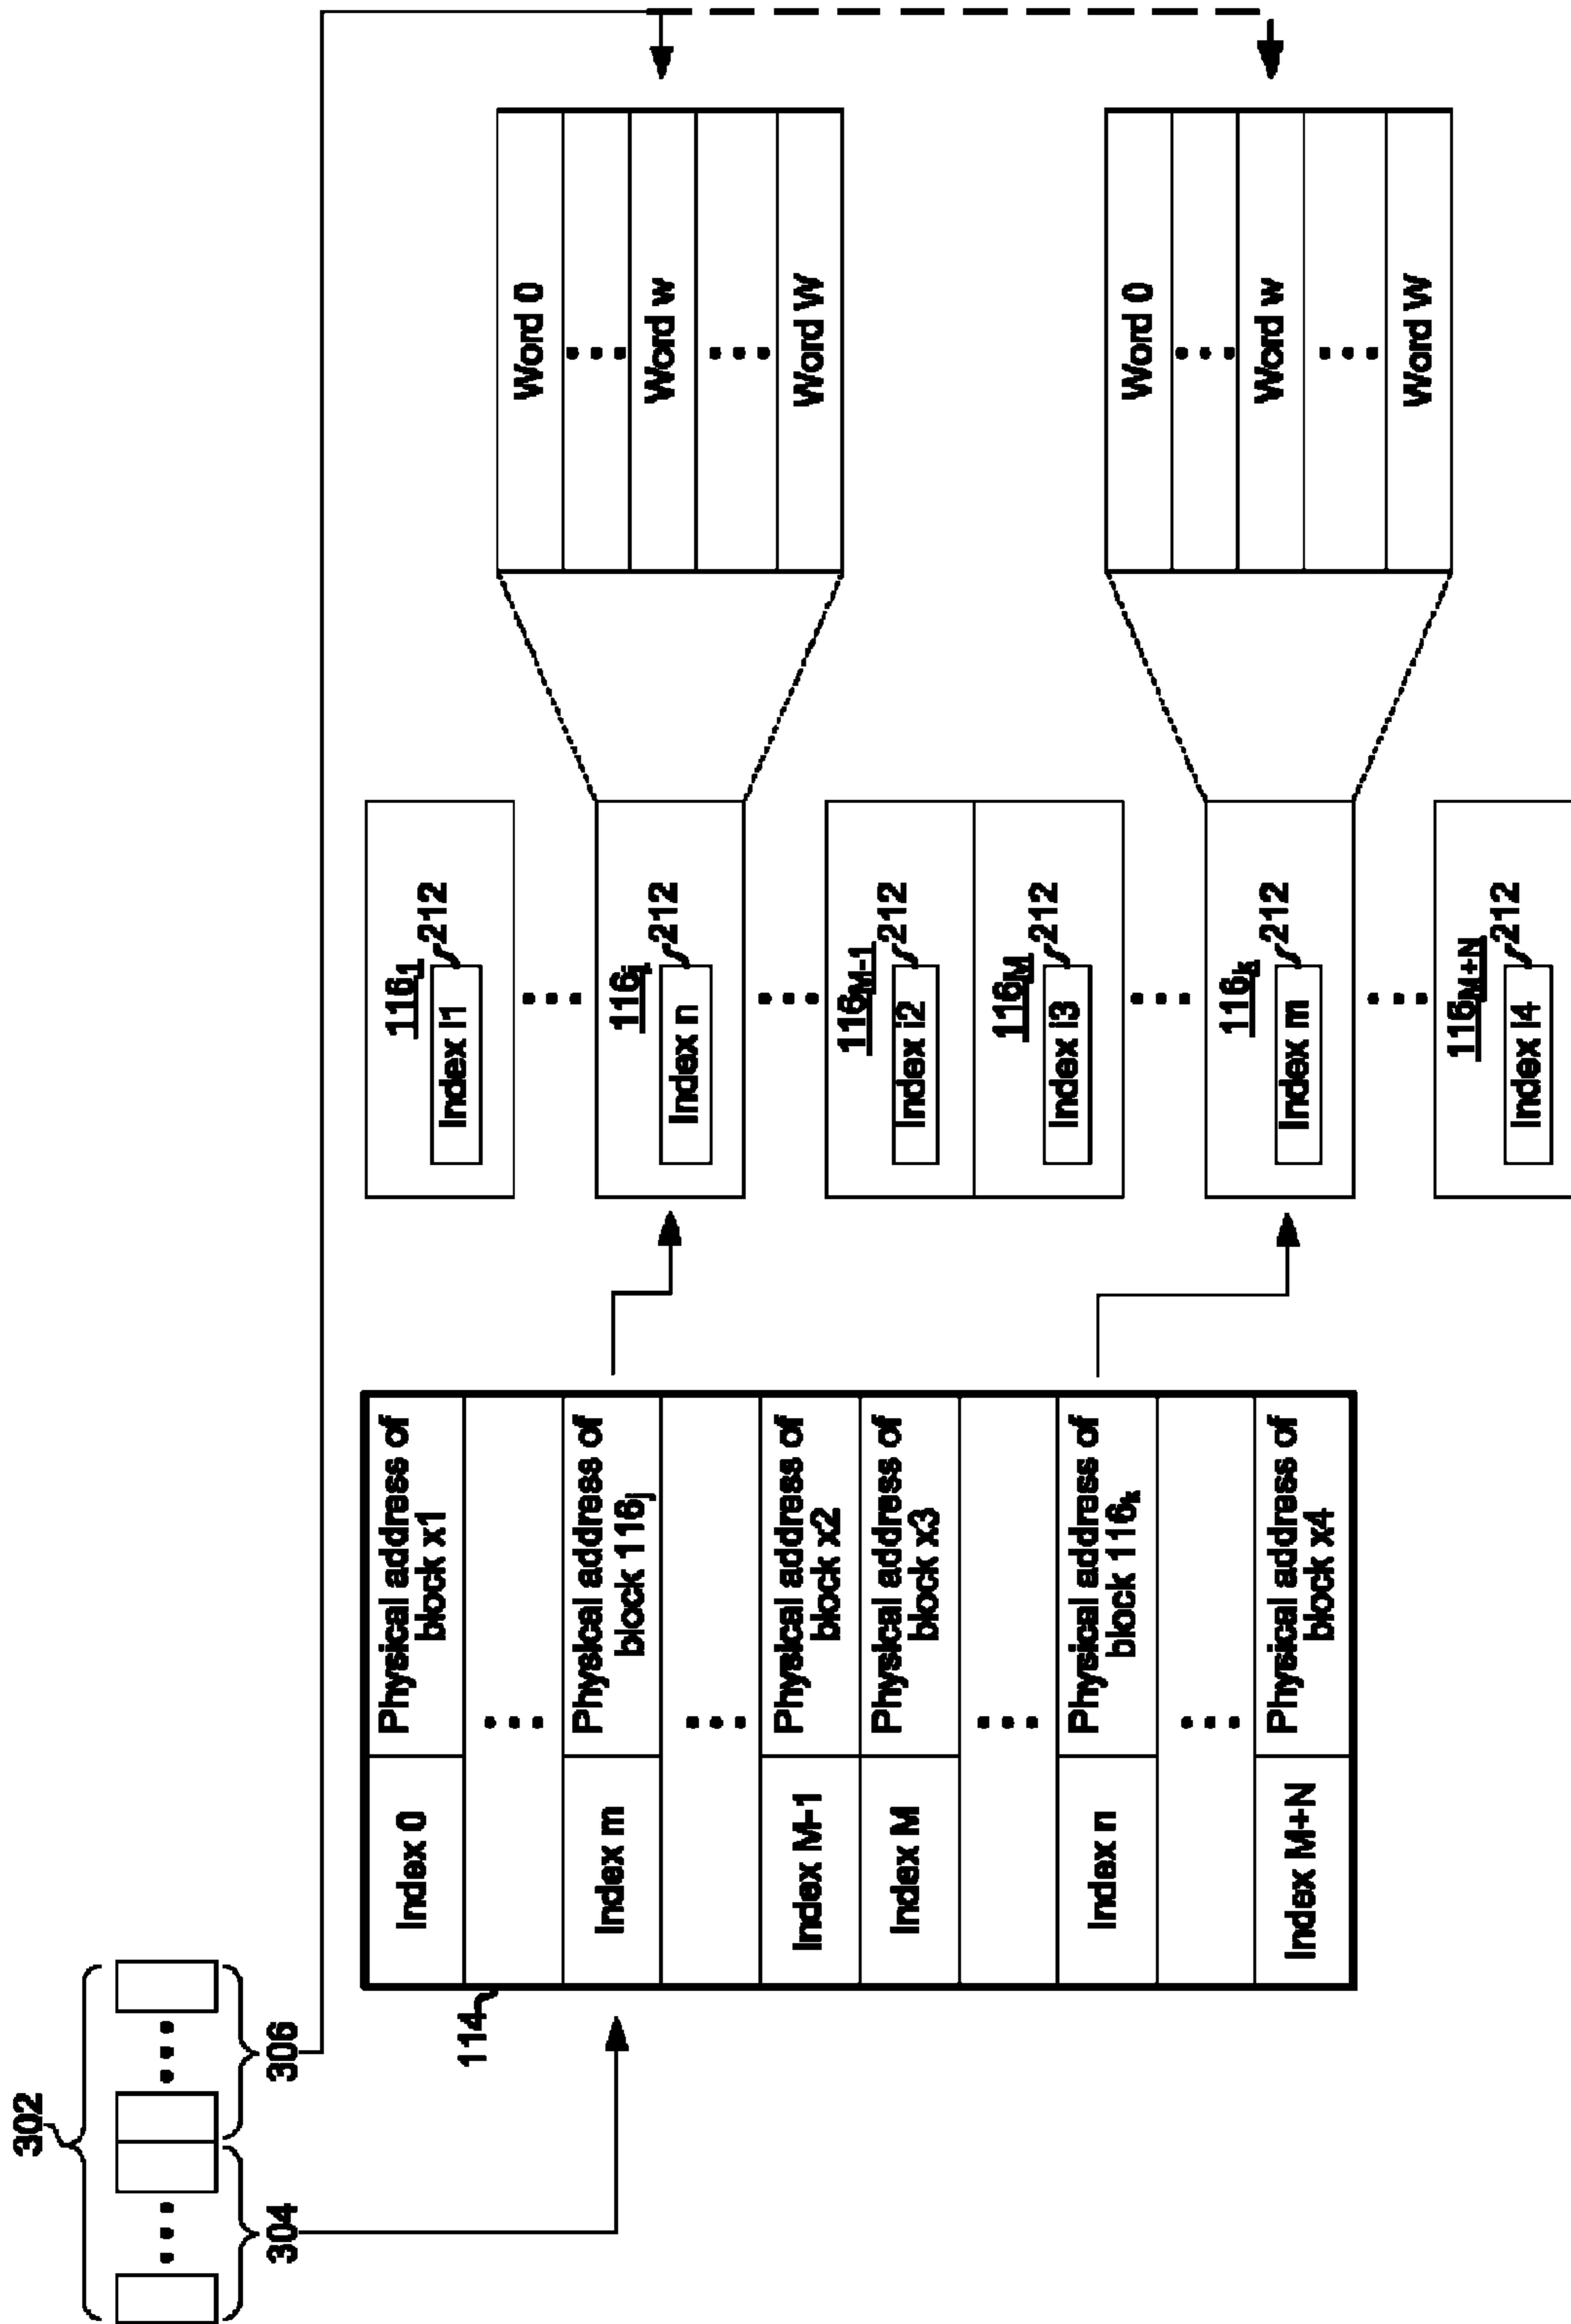 302
304
306
114
Index 0
Physical address of
block x1
...
Index m
Physical address of
block 116j
...
Index M-1
Physical address of
block x2
Index M
Physical address of
block x3
...
Index n
Physical address of
block 116k
...
Index M+N
Physical address of
block x4
116₁
Index i1
212
...
116j
Index n
212
...
116M-1
Index i2
212
116M
Index i3
212
...
116k
Index m
212
...
116M+N
Index i4
212
Word 0
...
Word w
...
Word W
Word 0
...
Word w
...
Word W